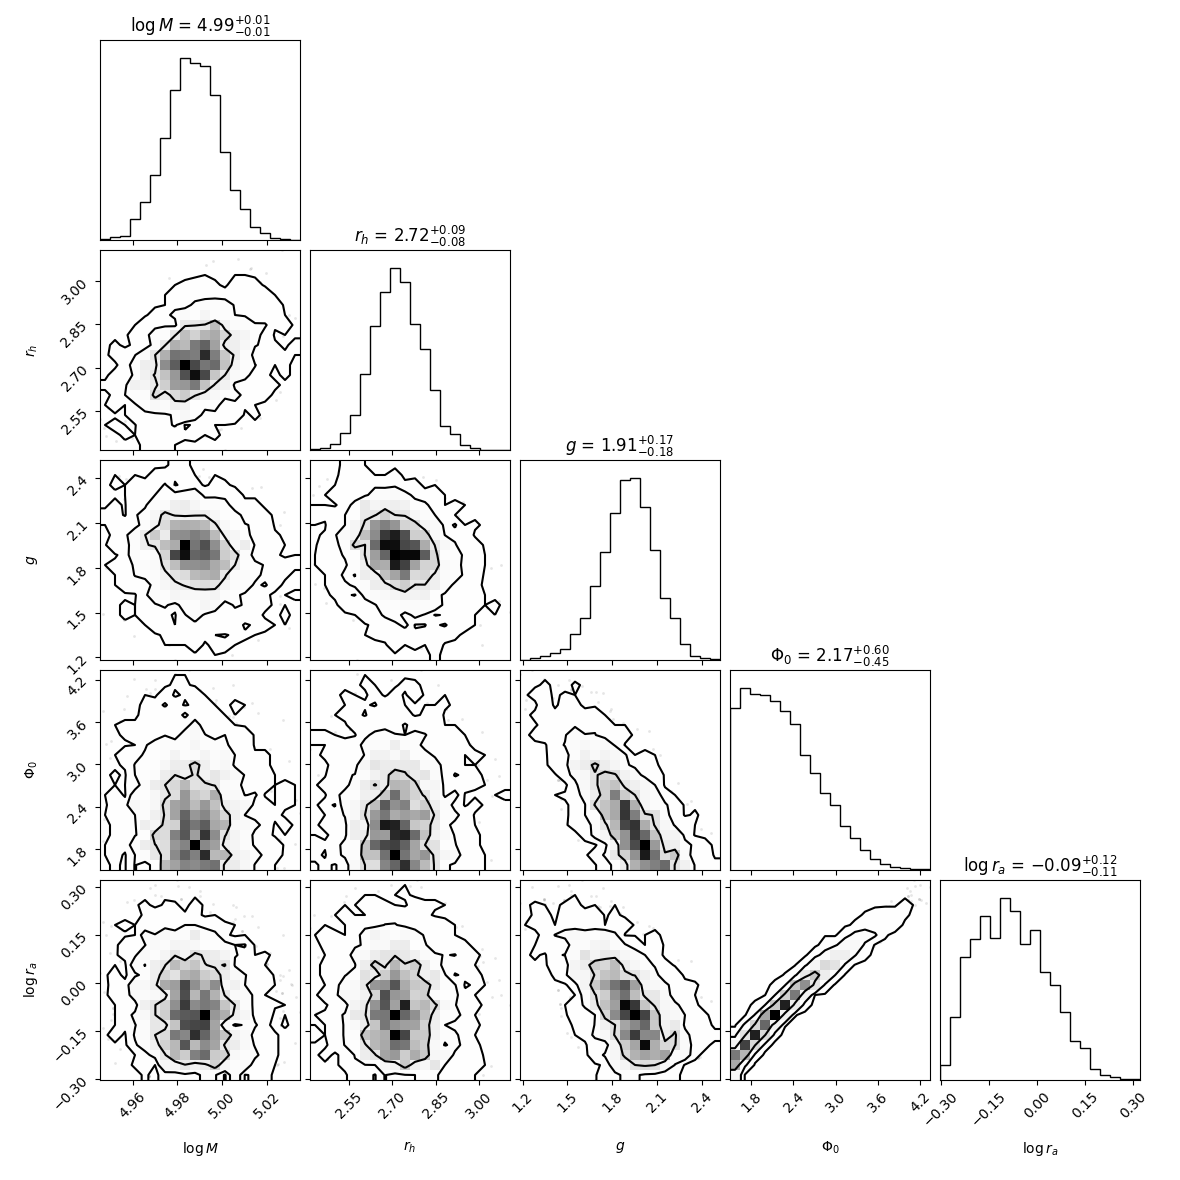 log M = 4.99 +0.01 −0.01
r_h = 2.72 +0.09 −0.08
3.00
2.85
2.70
2.55
r_h
g = 1.91 +0.17 −0.18
2.4
2.1
1.8
1.5
1.2
g
Φ_0 = 2.17 +0.60 −0.45
4.2
3.6
3.0
2.4
1.8
Φ_0
log r_a = −0.09 +0.12 −0.11
0.30
0.15
0.00
−0.15
−0.30
log r_a
4.96 4.98 5.00 5.02 2.55 2.70 2.85 3.00 1.2 1.5 1.8 2.1 2.4 1.8 2.4 3.0 3.6 4.2 −0.30 −0.15 0.00 0.15 0.30
log M r_h g Φ_0 log r_a